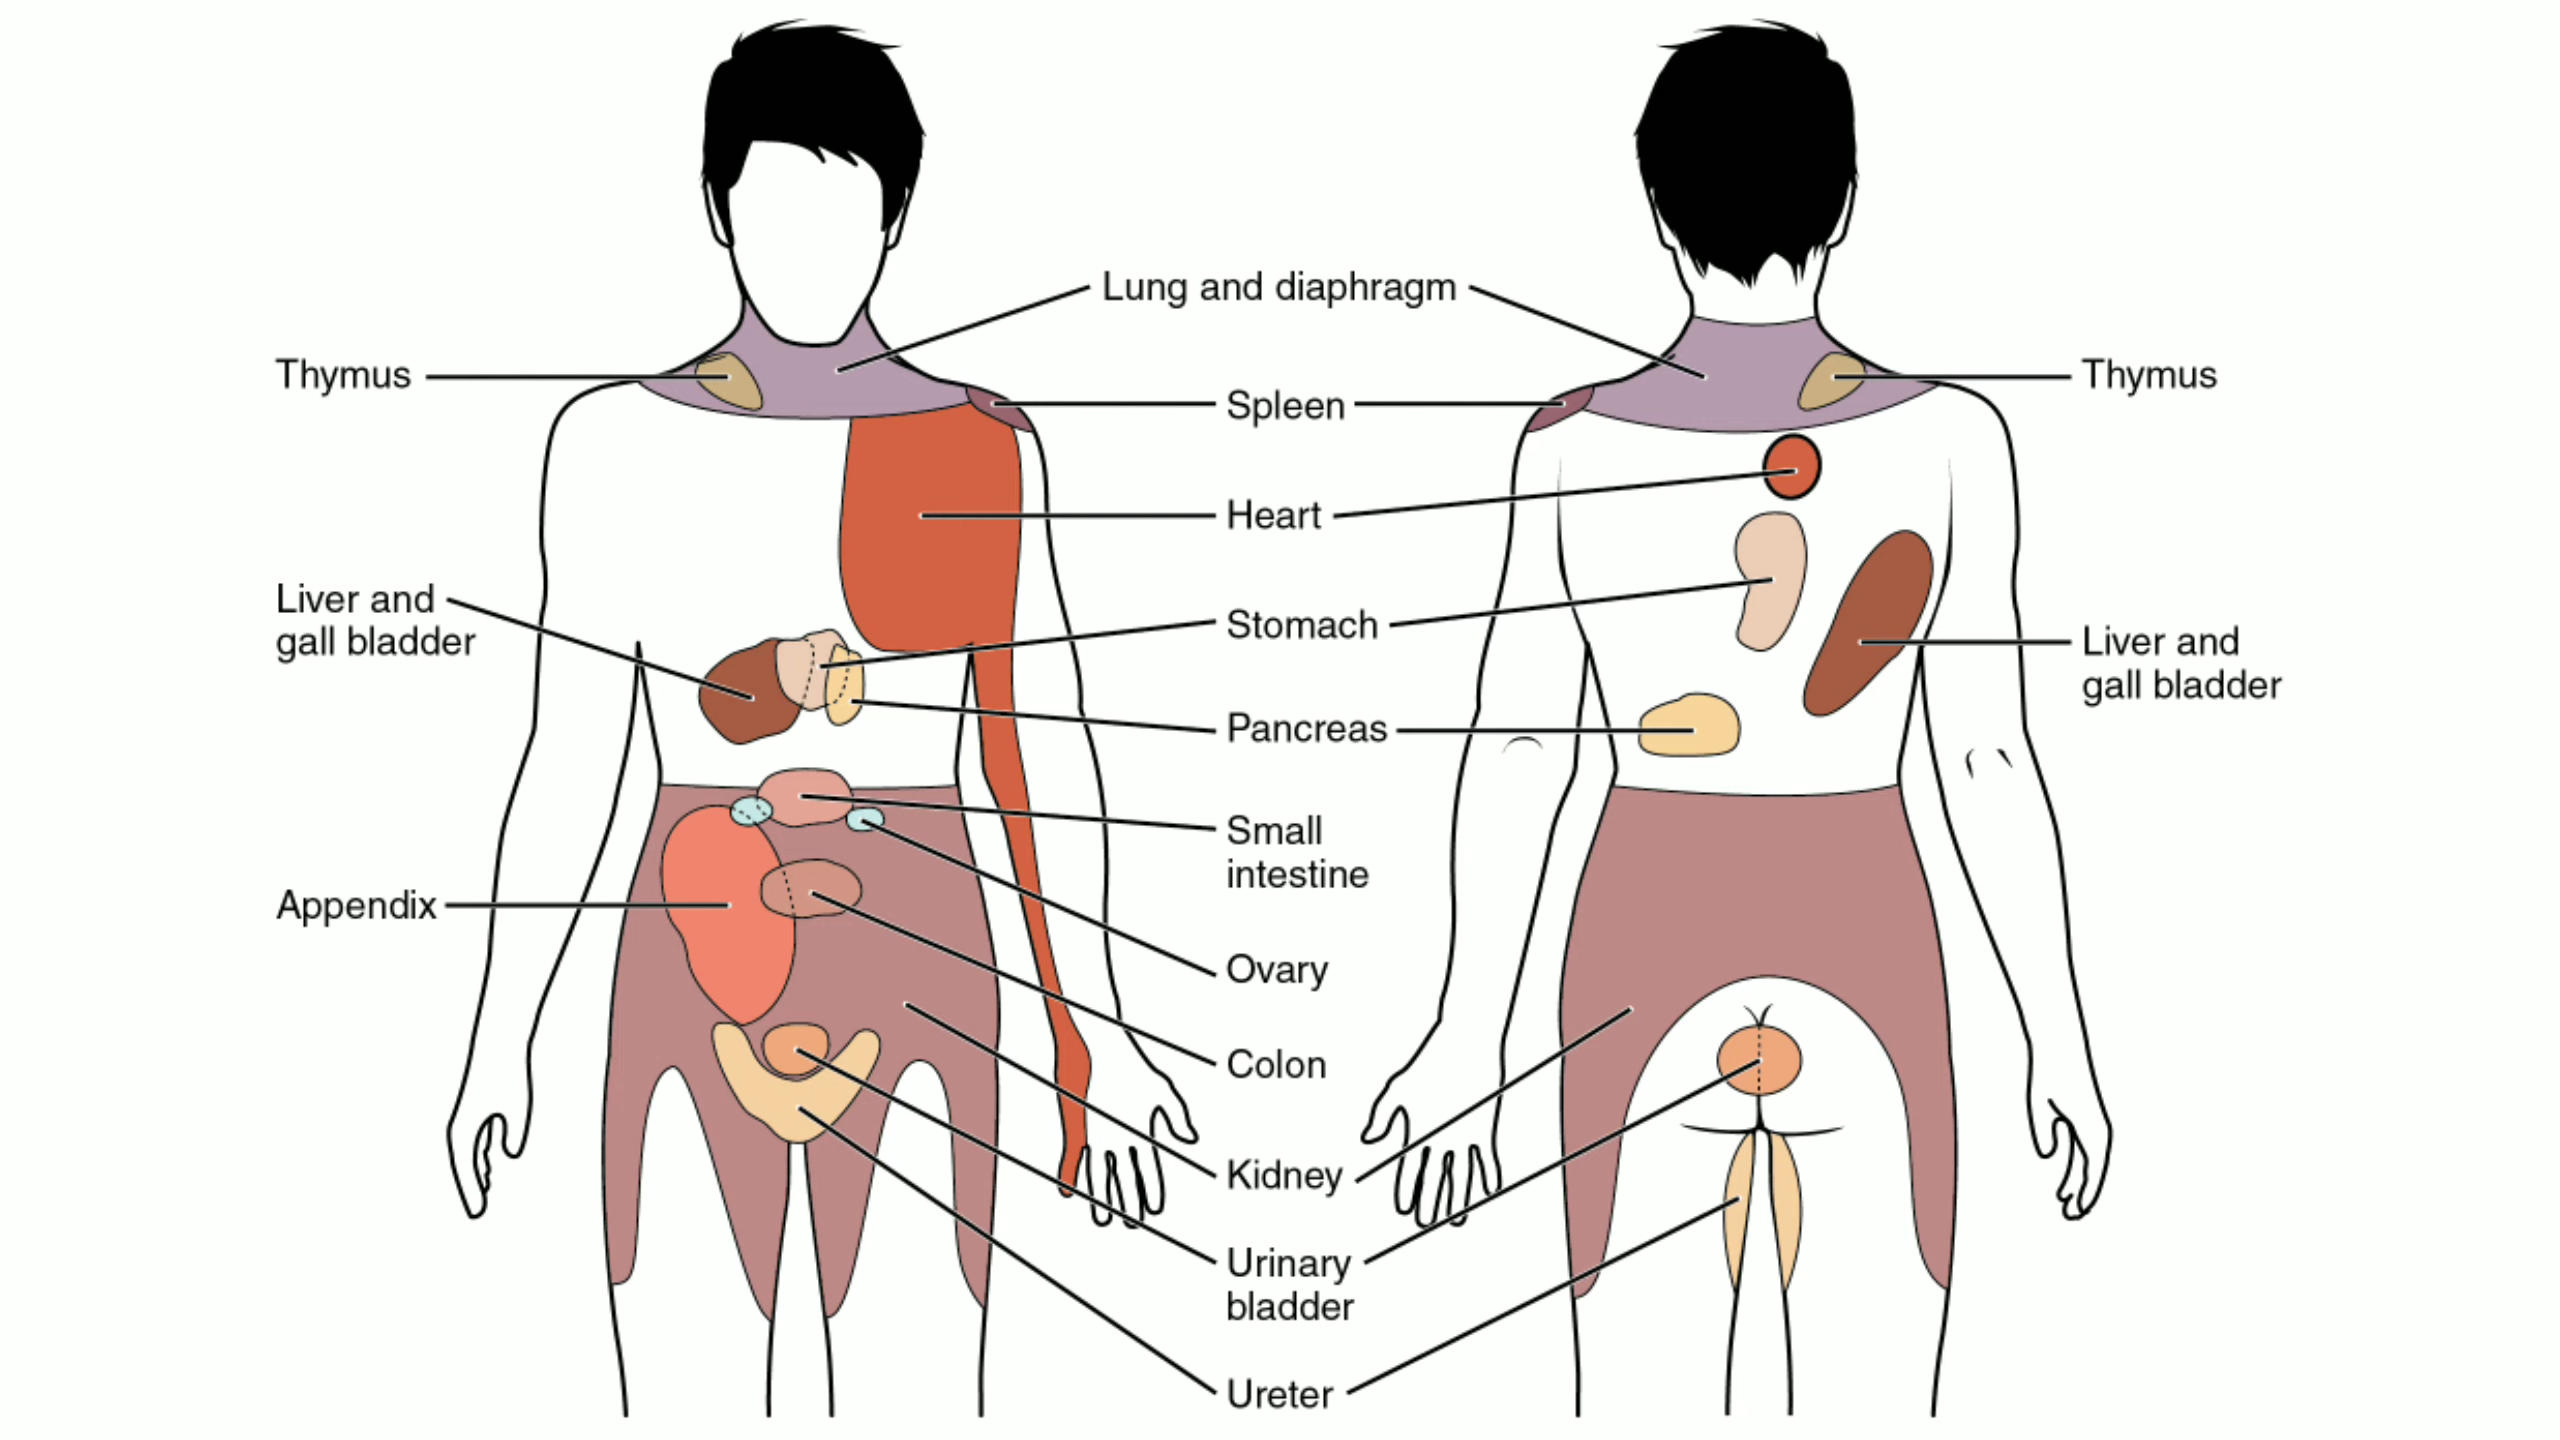 Lung and diaphragm
Thymus
Thymus
Spleen
Heart
Liver and
gall bladder
Stomach
Liver and
gall bladder
Pancreas
Small
intestine
Appendix
Ovary
Colon
Kidney
Urinary
bladder
Ureter